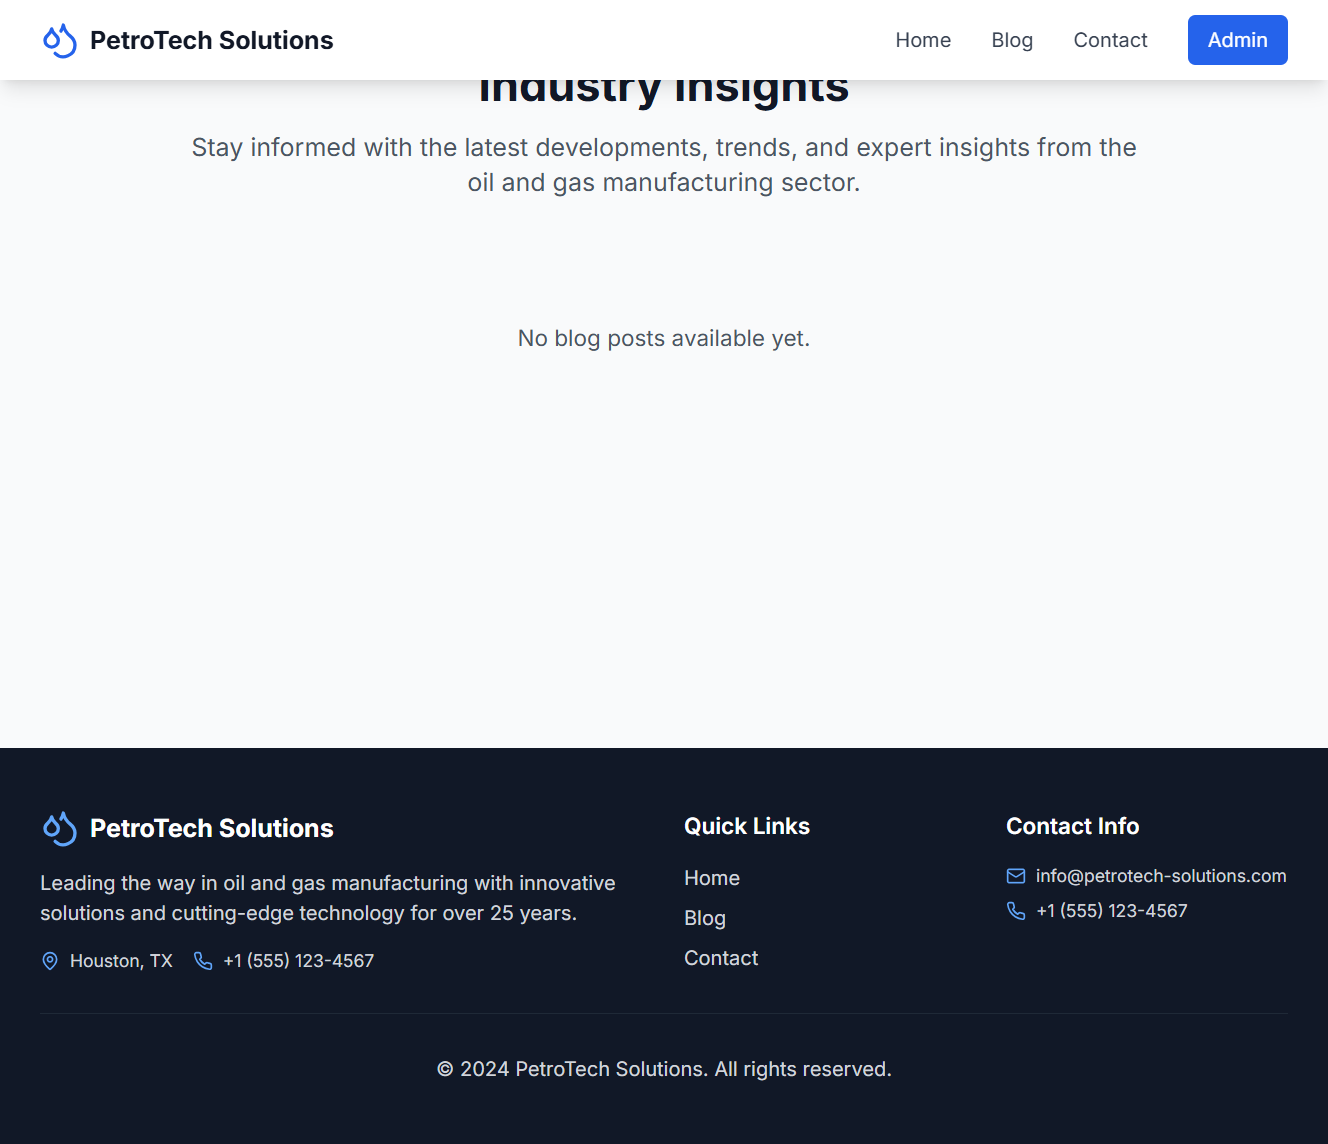 PetroTech Solutions
Home
Blog
Contact
Admin
Industry Insights
Stay informed with the latest developments, trends, and expert insights from the
oil and gas manufacturing sector.
No blog posts available yet.
PetroTech Solutions
Leading the way in oil and gas manufacturing with innovative
solutions and cutting-edge technology for over 25 years.
Houston, TX
+1 (555) 123-4567
Quick Links
Home
Blog
Contact
Contact Info
info@petrotech-solutions.com
+1 (555) 123-4567
© 2024 PetroTech Solutions. All rights reserved.